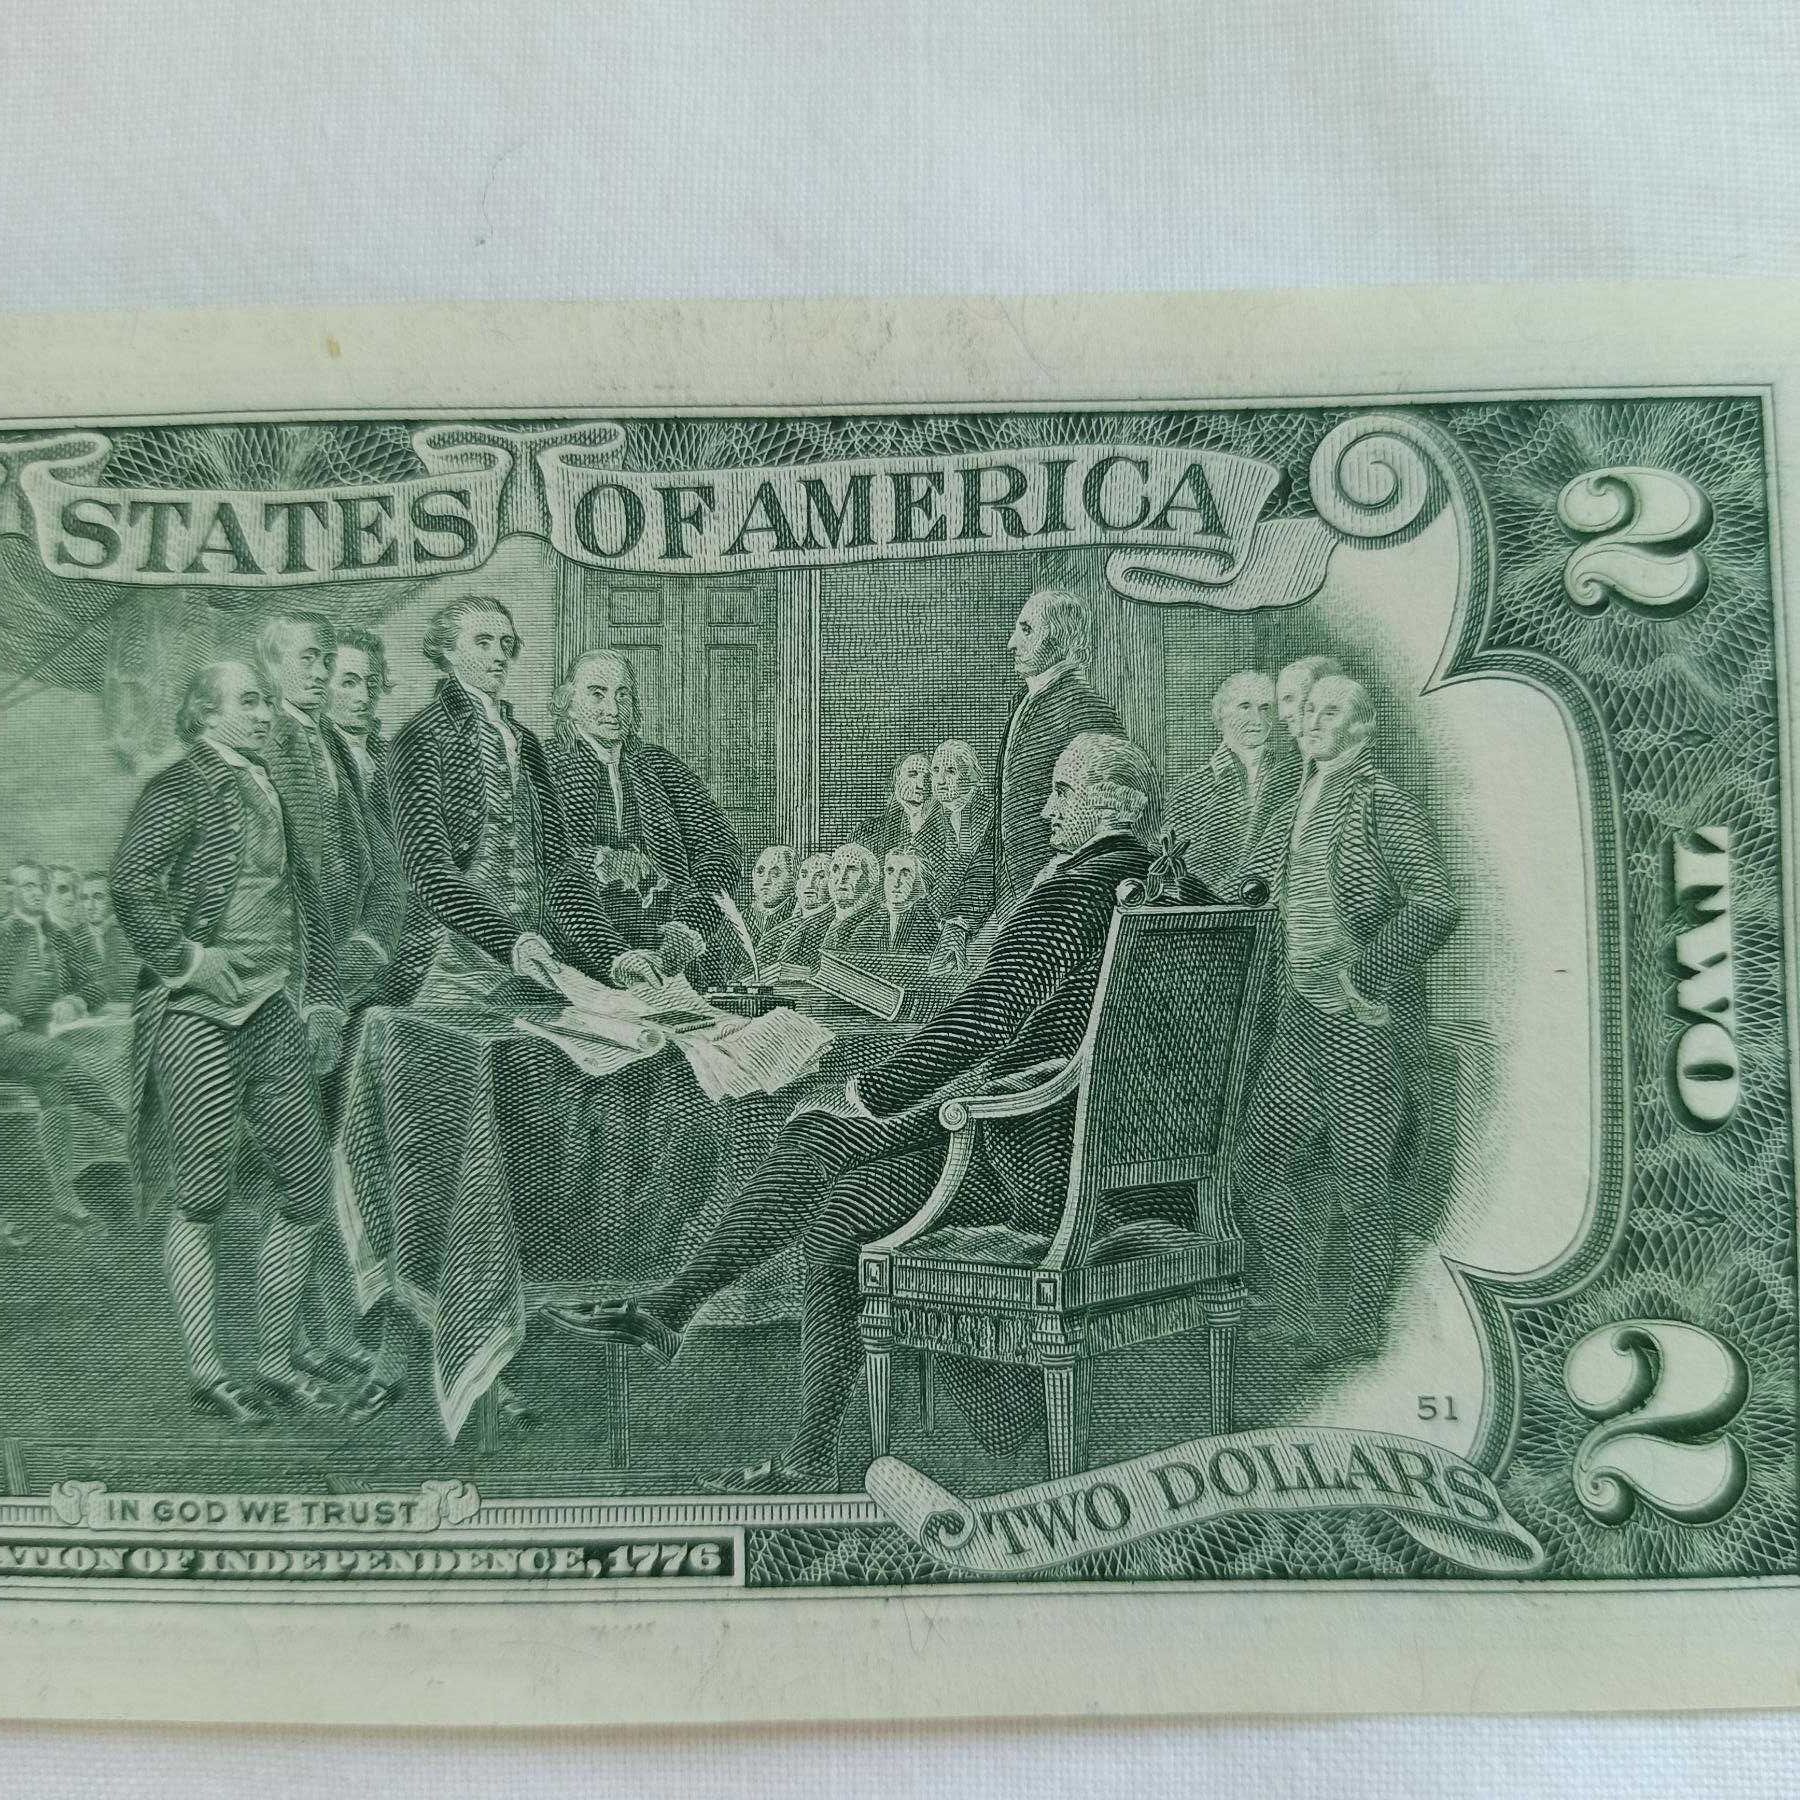 STATES OF AMERICA
2
TWO
51
TWO DOLLARS
2
IN GOD WE TRUST
OF INDEPENDENCE, 1776